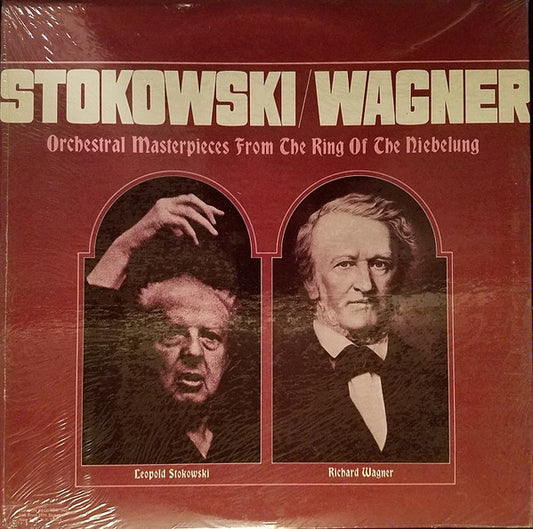 STOKOWSKI/WAGNER
Orchestral Masterpieces From The Ring Of The Niebelung
Leopold Stokowski
Richard Wagner